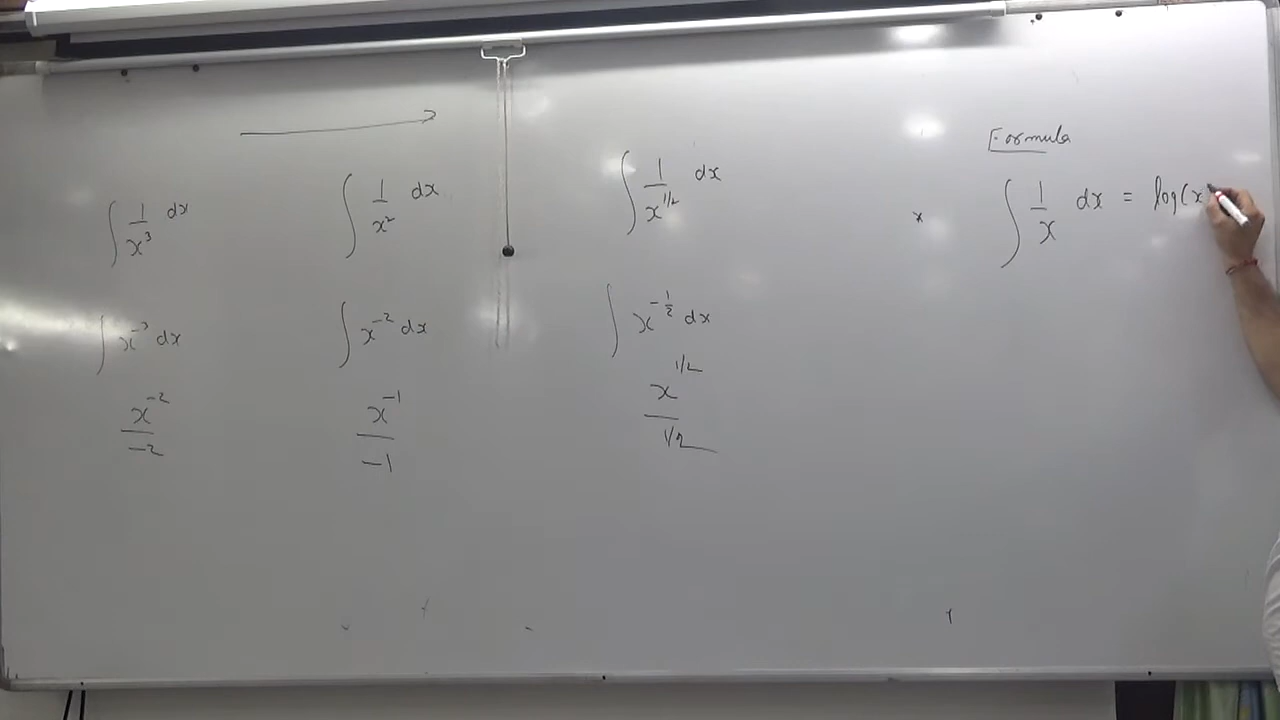 ∫ 1/x³ dx
∫ x⁻³ dx
x⁻²/-2
∫ 1/x² dx
∫ x⁻² dx
x⁻¹/-1
∫ 1/x^1/2 dx
∫ x^-1/2 dx
x^1/2/1/2
Formula
∫ 1/x dx = log(x